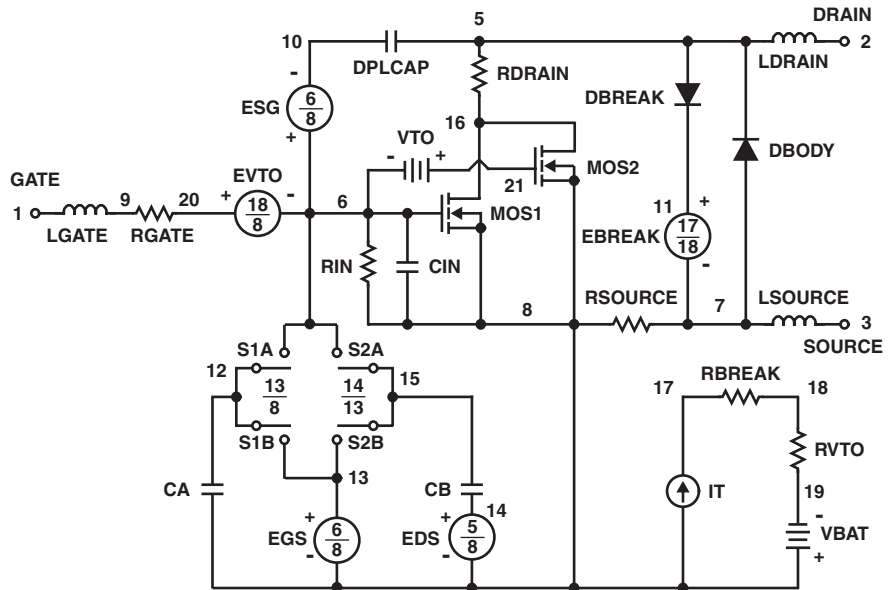 DRAIN
5
10
2
DPLCAP
LDRAIN
RDRAIN
-
DBREAK
6
8
ESG
+
16
VTO
DBODY
-
+
MOS2
GATE
EVTO
21
9
20
+
-
6
11
+
1
18
8
MOS1
17
18
EBREAK
LGATE
RGATE
-
RIN
CIN
8
RSOURCE
7
LSOURCE
3
SOURCE
S1A
S2A
12
15
RBREAK
13
8
14
13
17
18
S1B
S2B
RVTO
13
CA
CB
IT
19
14
-
+
+
EGS
6
8
EDS
5
8
VBAT
-
-
+